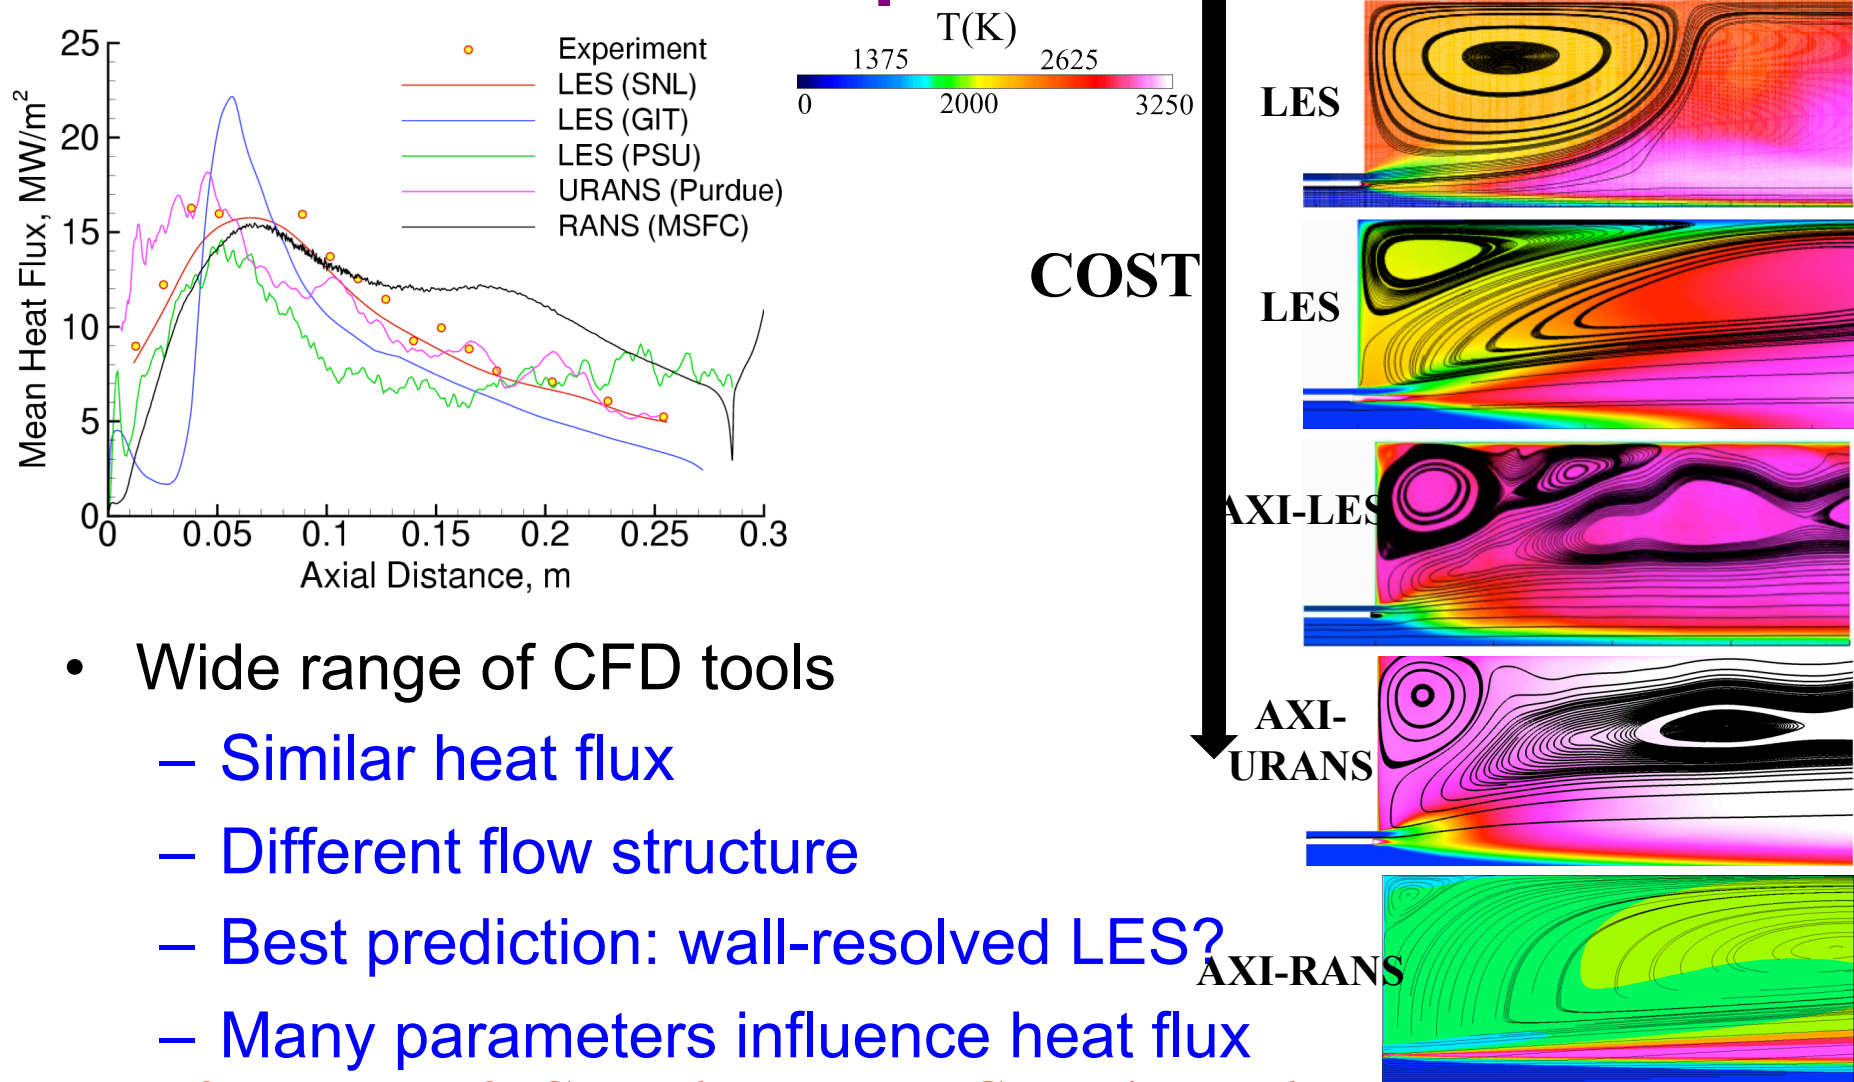 T(K)
1375 2625
0 2000 3250
25
20
15
10
5
0
Mean Heat Flux, MW/m²
Experiment
LES (SNL)
LES (GIT)
LES (PSU)
URANS (Purdue)
RANS (MSFC)
0 0.05 0.1 0.15 0.2 0.25 0.3
Axial Distance, m
COST
LES
LES
AXI-LES
AXI-
URANS
AXI-RANS
• Wide range of CFD tools
– Similar heat flux
– Different flow structure
– Best prediction: wall-resolved LES?
– Many parameters influence heat flux